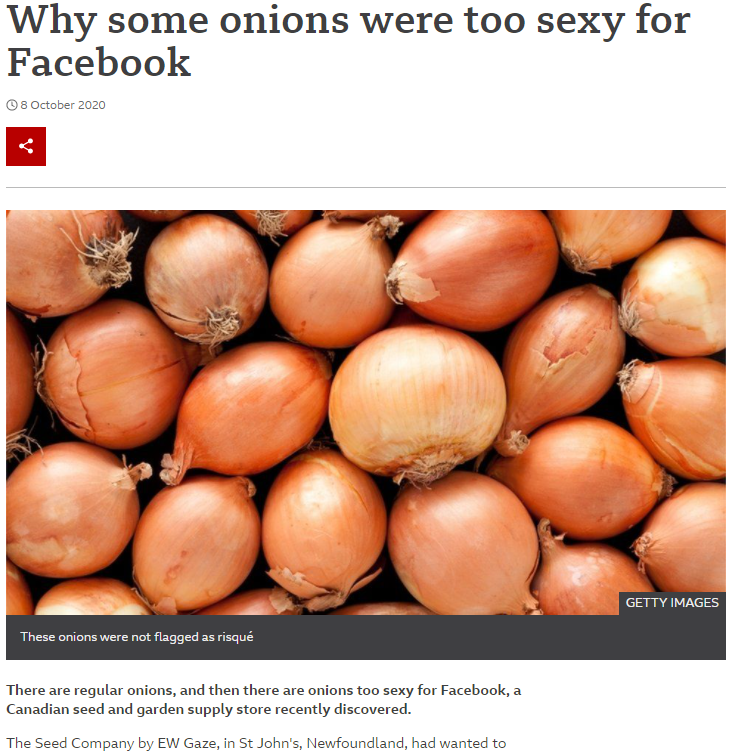 Why some onions were too sexy for
Facebook
8 October 2020
GETTY IMAGES
These onions were not flagged as risqué
There are regular onions, and then there are onions too sexy for Facebook, a
Canadian seed and garden supply store recently discovered.
The Seed Company by EW Gaze, in St John's, Newfoundland, had wanted to